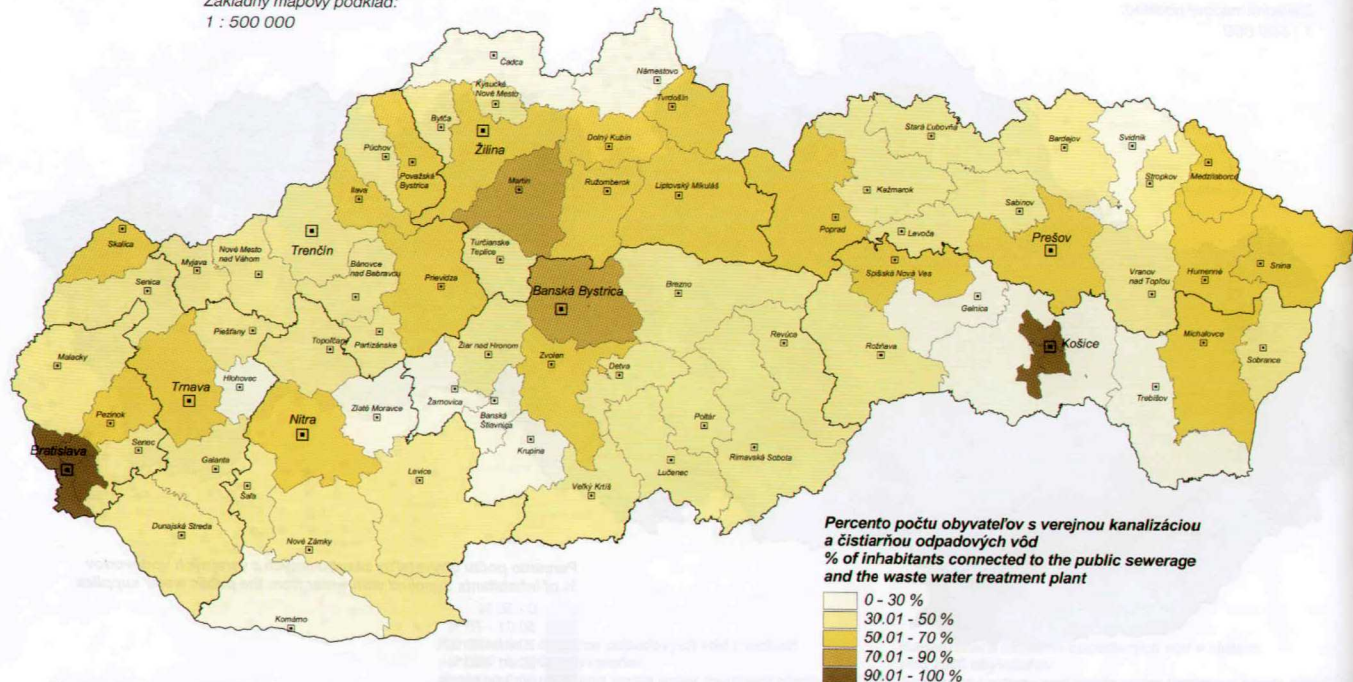 Základný mapový podklad:
1 : 500 000
Čadca
Námestovo
Kysucké
Nové Mesto
Tvrdošín
Bytča
Žilina
Dolný Kubín
Stará Ľubovňa
Bardejov
Svidník
Púchov
Považská
Bystrica
Martin
Ružomberok
Liptovský Mikuláš
Kežmarok
Stropkov
Medzilaborce
Ilava
Sabinov
Skalica
Trenčín
Turčianske
Teplice
Poprad
Levoča
Prešov
Myjava
Nové Mesto
nad Váhom
Bánovce
nad Bebravou
Prievidza
Spišská Nová Ves
Vranov
nad Topľou
Humenné
Snina
Senica
Banská Bystrica
Brezno
Gelnica
Piešťany
Topoľčany
Partizánske
Žiar nad Hronom
Zvolen
Revúca
Rožňava
Košice
Michalovce
Sobrance
Malacky
Detva
Trnava
Hlohovec
Zlaté Moravce
Žarnovica
Banská
Štiavnica
Trebišov
Pezinok
Nitra
Krupina
Poltár
Rimavská Sobota
Bratislava
Senec
Galanta
Levice
Lučenec
Šaľa
Veľký Krtíš
Dunajská Streda
Nové Zámky
Komárno
Percento počtu obyvateľov s verejnou kanalizáciou
a čistiarňou odpadových vôd
% of inhabitants connected to the public sewerage
and the waste water treatment plant
0 - 30 %
30.01 - 50 %
50.01 - 70 %
70.01 - 90 %
90.01 - 100 %